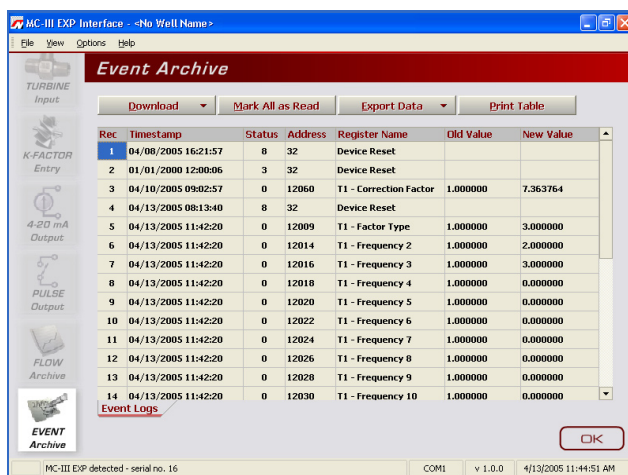 MC-III EXP Interface - <No Well Name>
File View Options Help
Event Archive
TURBINE
Input
K-FACTOR
Entry
4-20 mA
Output
PULSE
Output
FLOW
Archive
EVENT
Archive
Download Mark All as Read Export Data Print Table
Rec Timestamp Status Address Register Name Old Value New Value
1 04/08/2005 16:21:57 8 32 Device Reset
2 01/01/2000 12:00:06 3 32 Device Reset
3 04/10/2005 09:02:57 0 12060 T1 - Correction Factor 1.000000 7.363764
4 04/13/2005 08:13:40 8 32 Device Reset
5 04/13/2005 11:42:20 0 12009 T1 - Factor Type 1.000000 3.000000
6 04/13/2005 11:42:20 0 12014 T1 - Frequency 2 1.000000 2.000000
7 04/13/2005 11:42:20 0 12016 T1 - Frequency 3 1.000000 3.000000
8 04/13/2005 11:42:20 0 12018 T1 - Frequency 4 1.000000 0.000000
9 04/13/2005 11:42:20 0 12020 T1 - Frequency 5 1.000000 0.000000
10 04/13/2005 11:42:20 0 12022 T1 - Frequency 6 1.000000 0.000000
11 04/13/2005 11:42:20 0 12024 T1 - Frequency 7 1.000000 0.000000
12 04/13/2005 11:42:20 0 12026 T1 - Frequency 8 1.000000 0.000000
13 04/13/2005 11:42:20 0 12028 T1 - Frequency 9 1.000000 0.000000
14 04/13/2005 11:42:20 0 12030 T1 - Frequency 10 1.000000 0.000000
Event Logs
OK
MC-III EXP detected - serial no. 16 COM1 v 1.0.0 4/13/2005 11:44:51 AM